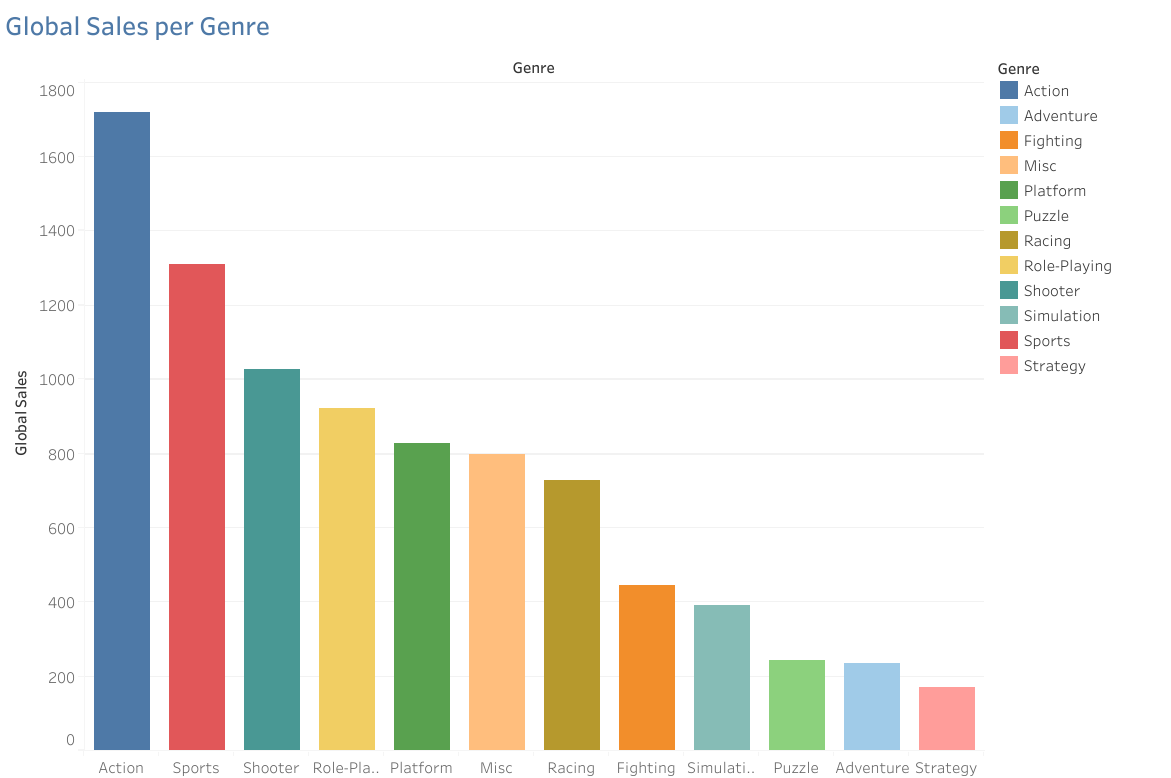 Global Sales per Genre
Genre
Genre
Action
Adventure
Fighting
Misc
Platform
Puzzle
Racing
Role-Playing
Shooter
Simulation
Sports
Strategy
Global Sales
1800
1600
1400
1200
1000
800
600
400
200
0
Action Sports Shooter Role-Pla.. Platform Misc Racing Fighting Simulati.. Puzzle Adventure Strategy